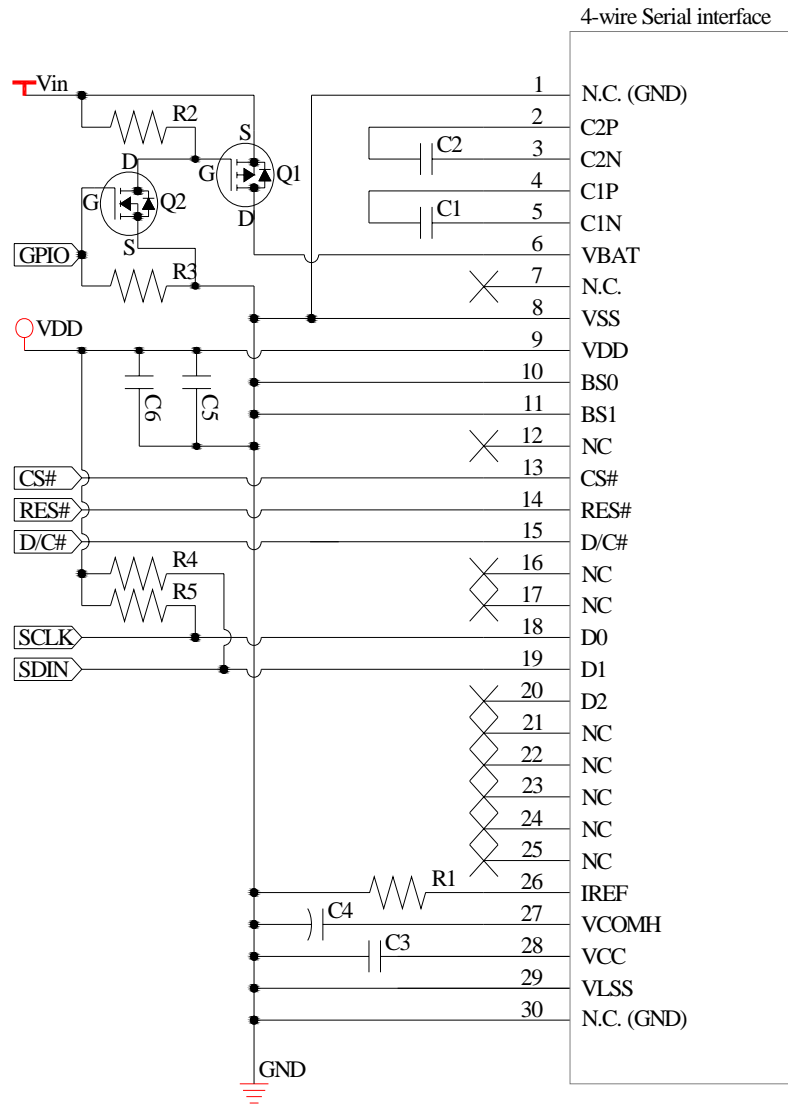 4-wire Serial interface
Vin
R2
S
D
G
Q1
G
Q2
D
S
GPIO
R3
VDD
C6
C5
CS#
RES#
D/C#
R4
R5
SCLK
SDIN
C2
C1
R1
C4
C3
GND
1 N.C. (GND)
2 C2P
3 C2N
4 C1P
5 C1N
6 VBAT
7 N.C.
8 VSS
9 VDD
10 BS0
11 BS1
12 NC
13 CS#
14 RES#
15 D/C#
16 NC
17 NC
18 D0
19 D1
20 D2
21 NC
22 NC
23 NC
24 NC
25 NC
26 IREF
27 VCOMH
28 VCC
29 VLSS
30 N.C. (GND)